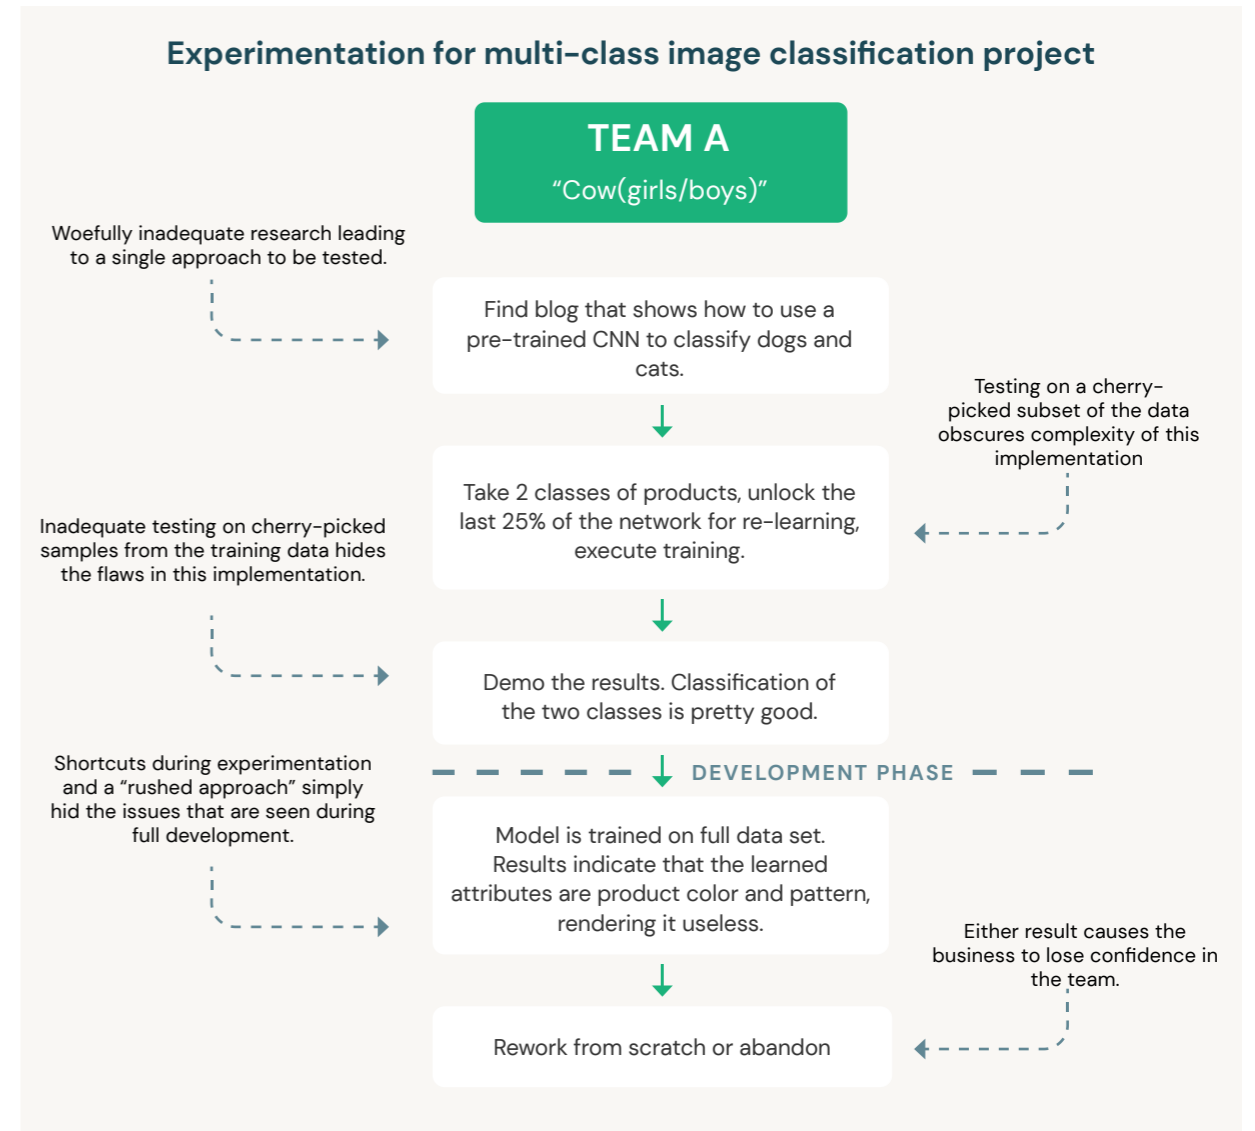 Experimentation for multi-class image classification project
TEAM A
“Cow(girls/boys)”
Woefully inadequate research leading
to a single approach to be tested.
Find blog that shows how to use a
pre-trained CNN to classify dogs and
cats.
Testing on a cherry-
picked subset of the data
obscures complexity of this
implementation
Take 2 classes of products, unlock the
last 25% of the network for re-learning,
execute training.
Inadequate testing on cherry-picked
samples from the training data hides
the flaws in this implementation.
Demo the results. Classification of
the two classes is pretty good.
DEVELOPMENT PHASE
Shortcuts during experimentation
and a “rushed approach” simply
hid the issues that are seen during
full development.
Model is trained on full data set.
Results indicate that the learned
attributes are product color and pattern,
rendering it useless.
Either result causes the
business to lose confidence in
the team.
Rework from scratch or abandon